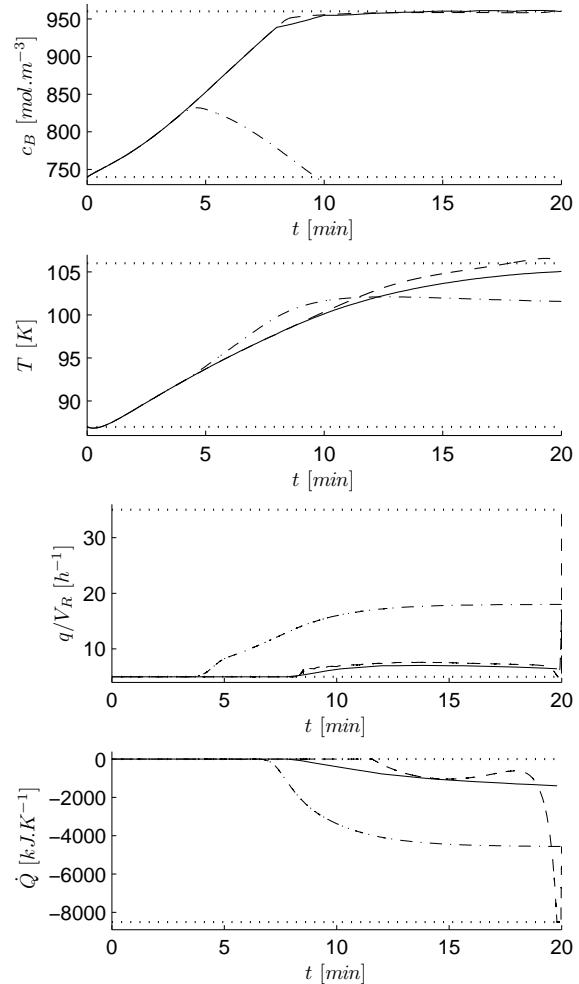 950
900
850
800
750
c_B [mol.m^{-3}]
0 5 10 15 20
t [min]
105
100
95
90
T [K]
0 5 10 15 20
t [min]
30
20
10
q/V_R [h^{-1}]
0 5 10 15 20
t [min]
0
−2000
−4000
−6000
−8000
Q̇ [kJ.K^{-1}]
0 5 10 15 20
t [min]